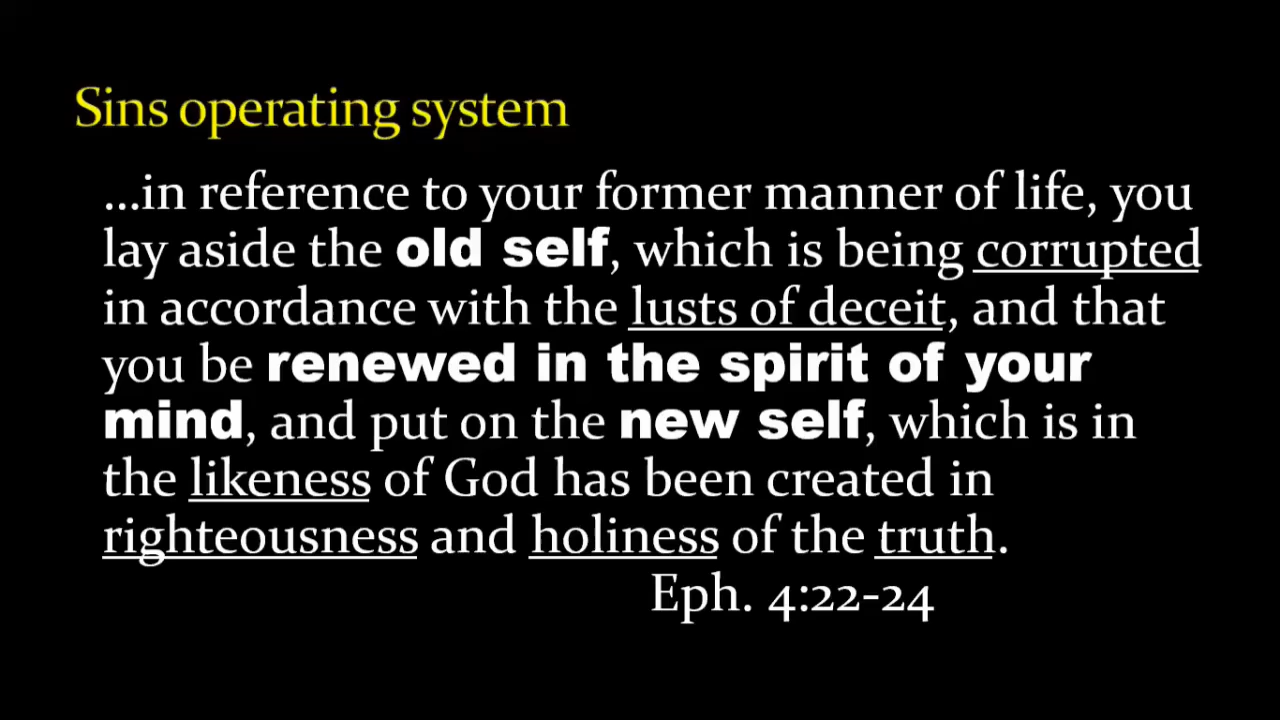 Sins operating system
...in reference to your former manner of life, you
lay aside the old self, which is being corrupted
in accordance with the lusts of deceit, and that
you be renewed in the spirit of your
mind, and put on the new self, which is in
the likeness of God has been created in
righteousness and holiness of the truth.
Eph. 4:22-24